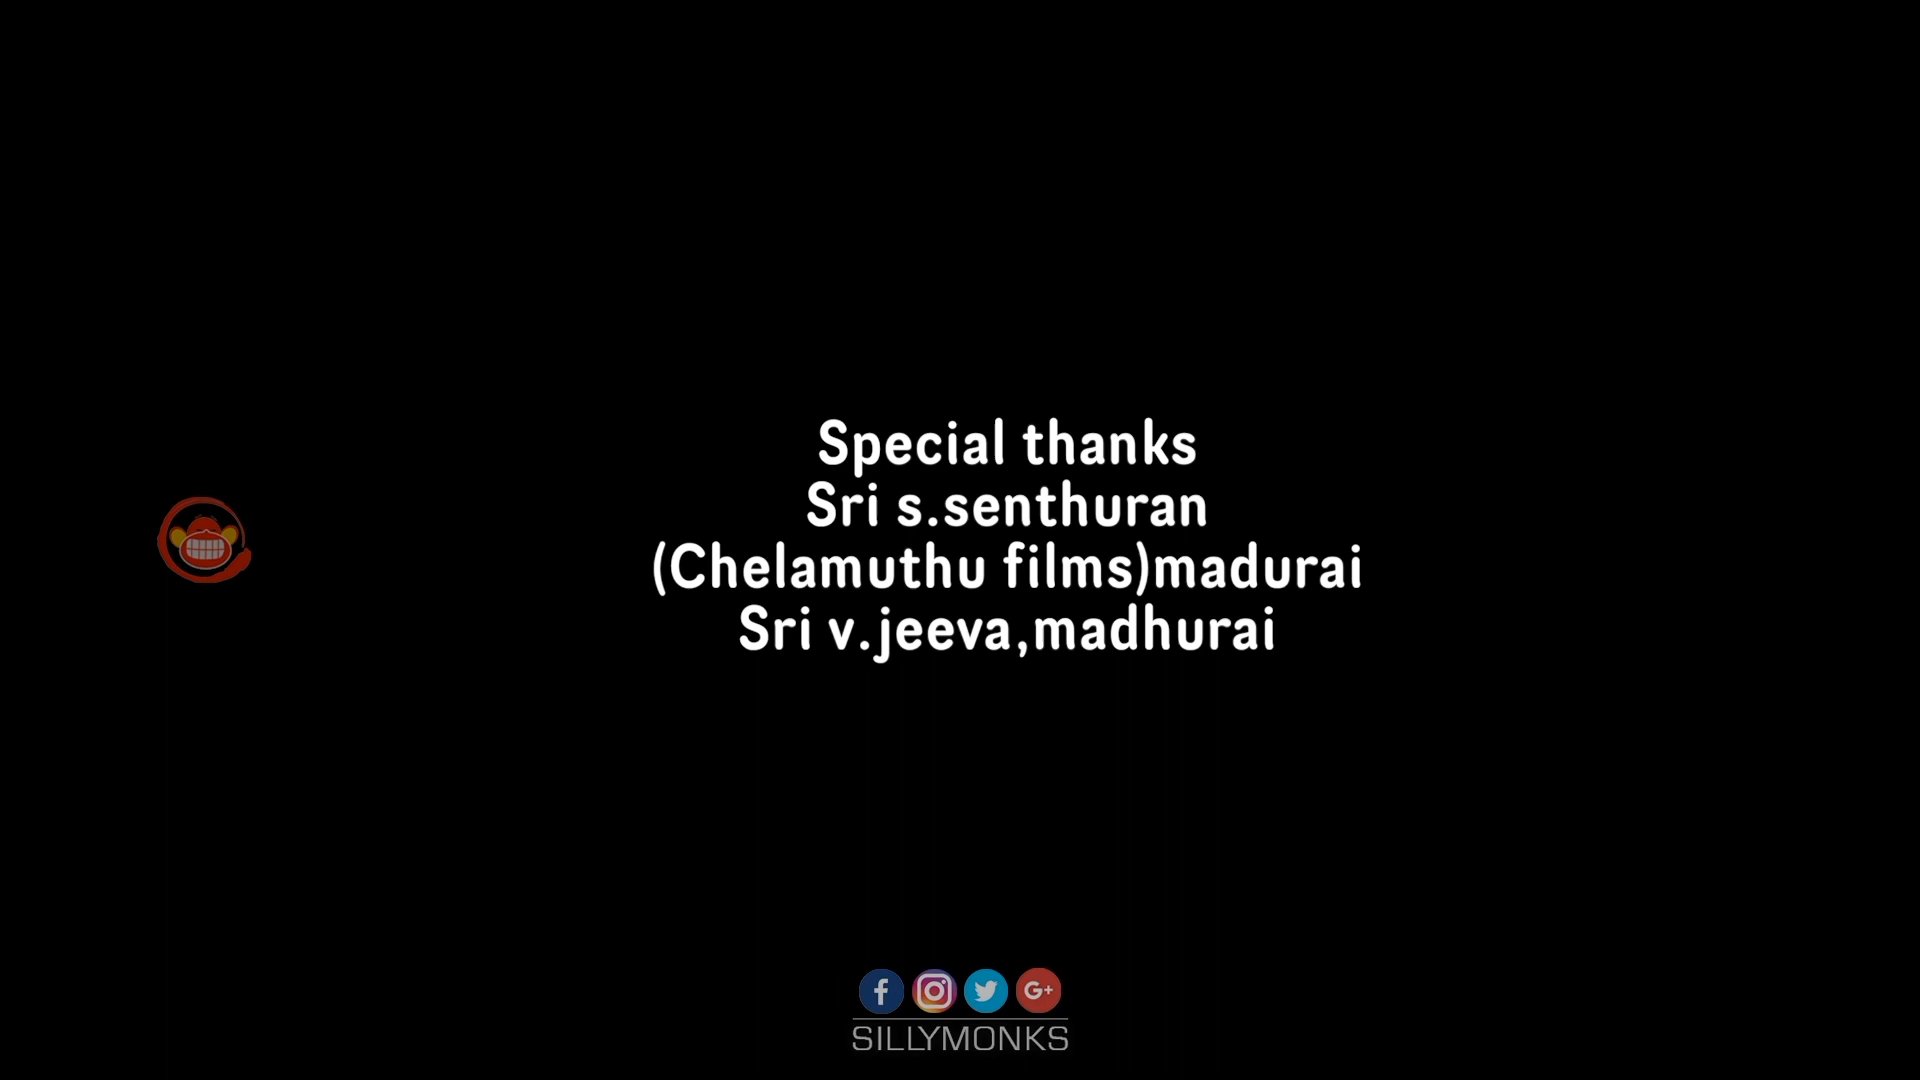 Special thanks
Sri s.senthuran
(Chelamuthu films)madurai
Sri v.jeeva,madhurai
f G+
SILLYMONKS